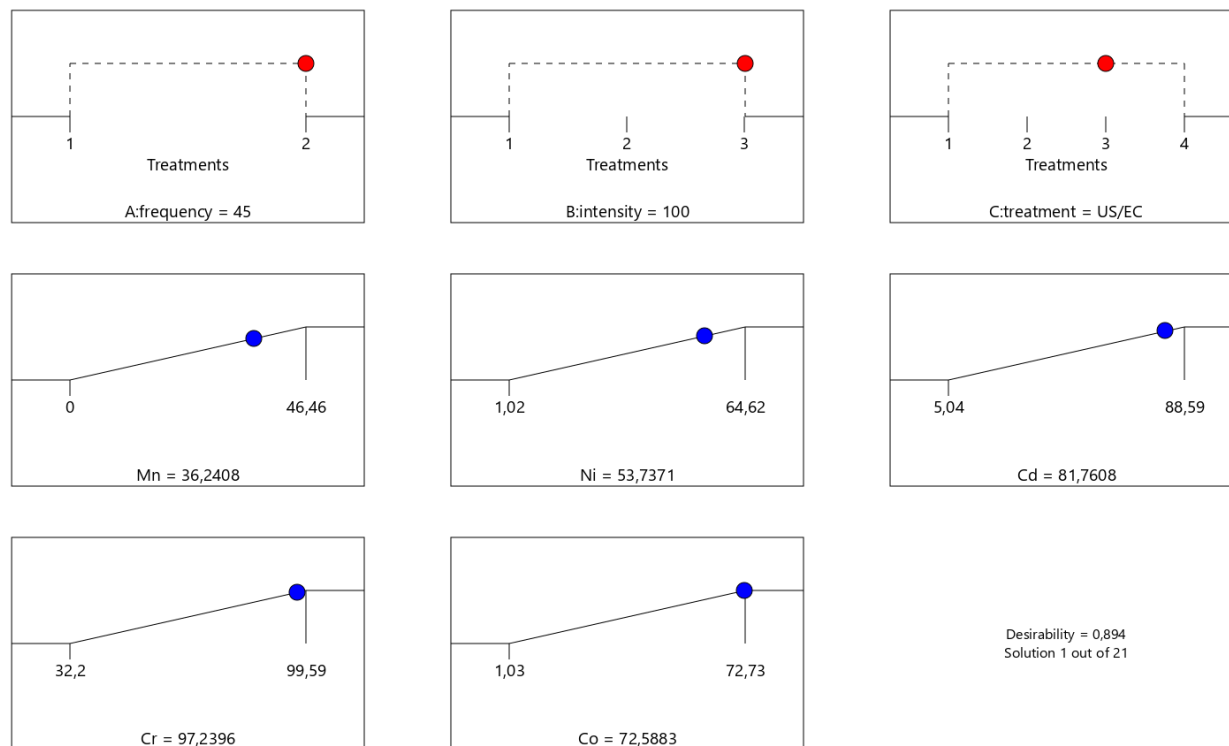 1 2
Treatments
A:frequency = 45
1 2 3
Treatments
B:intensity = 100
1 2 3 4
Treatments
C:treatment = US/EC
0 46,46
Mn = 36,2408
1,02 64,62
Ni = 53,7371
5,04 88,59
Cd = 81,7608
32,2 99,59
Cr = 97,2396
1,03 72,73
Co = 72,5883
Desirability = 0,894
Solution 1 out of 21